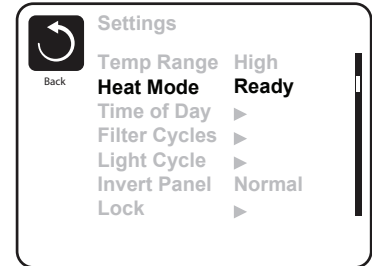 Settings
Back
Temp Range High
Heat Mode Ready
Time of Day ▶
Filter Cycles ▶
Light Cycle ▶
Invert Panel Normal
Lock ▶